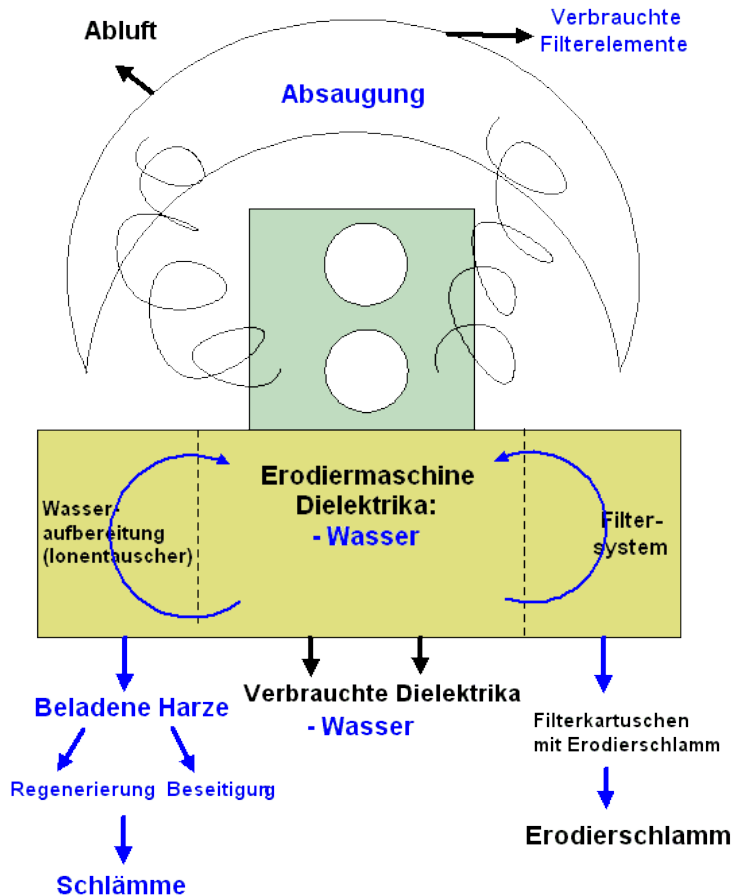 Abluft
Verbrauchte
Filterelemente
Absaugung
Erodiermaschine
Dielektrika:
- Wasser
Wasser-
aufbereitung
(Ionentauscher)
Filter-
system
Beladene Harze
Verbrauchte Dielektrika
- Wasser
Filterkartuschen
mit Erodierschlamm
Regenerierung Beseitigung
Erodierschlamm
Schlämme